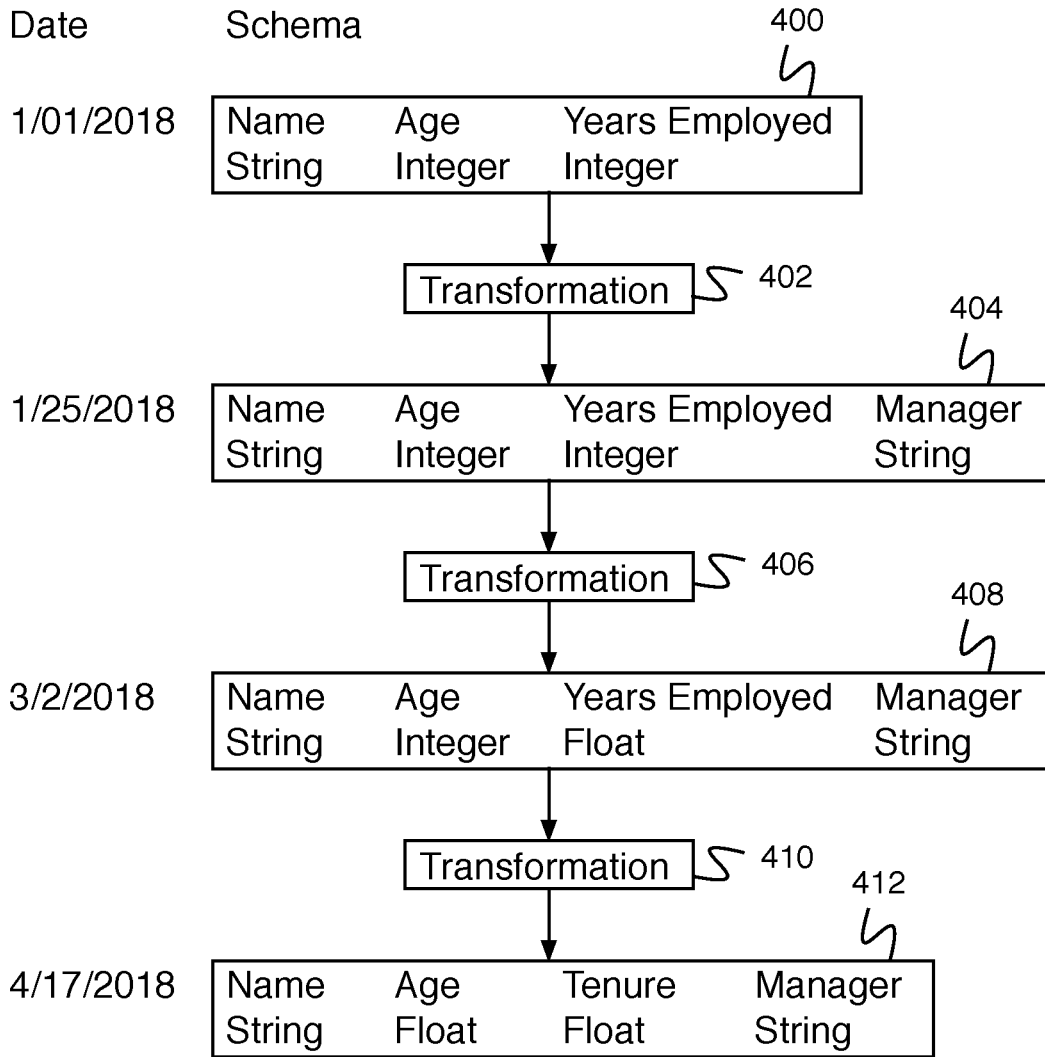 Date Schema
400
1/01/2018 Name Age Years Employed
String Integer Integer
Transformation 402
404
1/25/2018 Name Age Years Employed Manager
String Integer Integer String
Transformation 406
408
3/2/2018 Name Age Years Employed Manager
String Integer Float String
Transformation 410
412
4/17/2018 Name Age Tenure Manager
String Float Float String